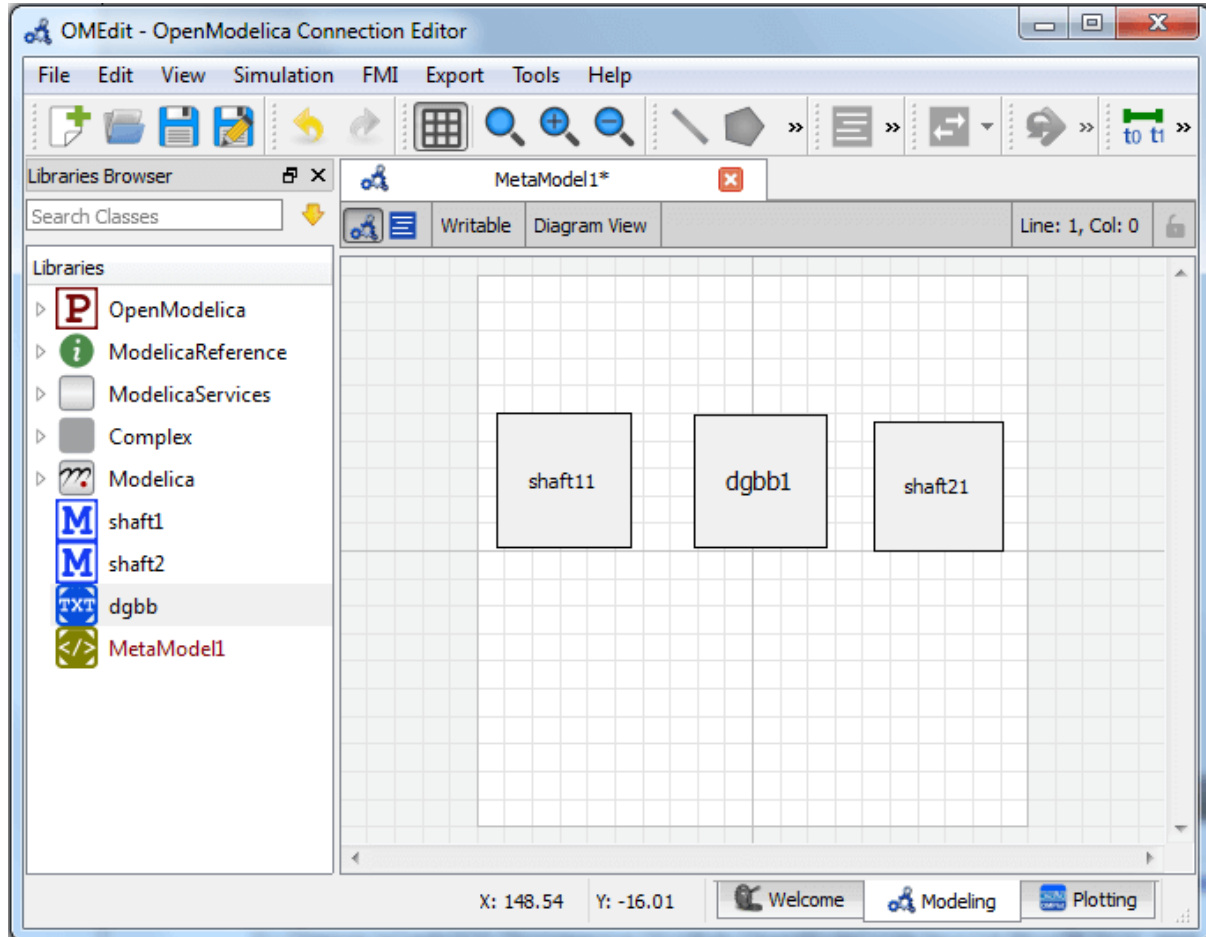 OMEdit - OpenModelica Connection Editor
File Edit View Simulation FMI Export Tools Help
to t1
Libraries Browser
MetaModel1*
Search Classes
Writable Diagram View Line: 1, Col: 0
Libraries
P OpenModelica
i ModelicaReference
ModelicaServices
Complex
Modelica
M shaft1
M shaft2
TXT dgbb
</> MetaModel1
shaft11 dgbb1 shaft21
X: 148.54 Y: -16.01 Welcome Modeling Plotting